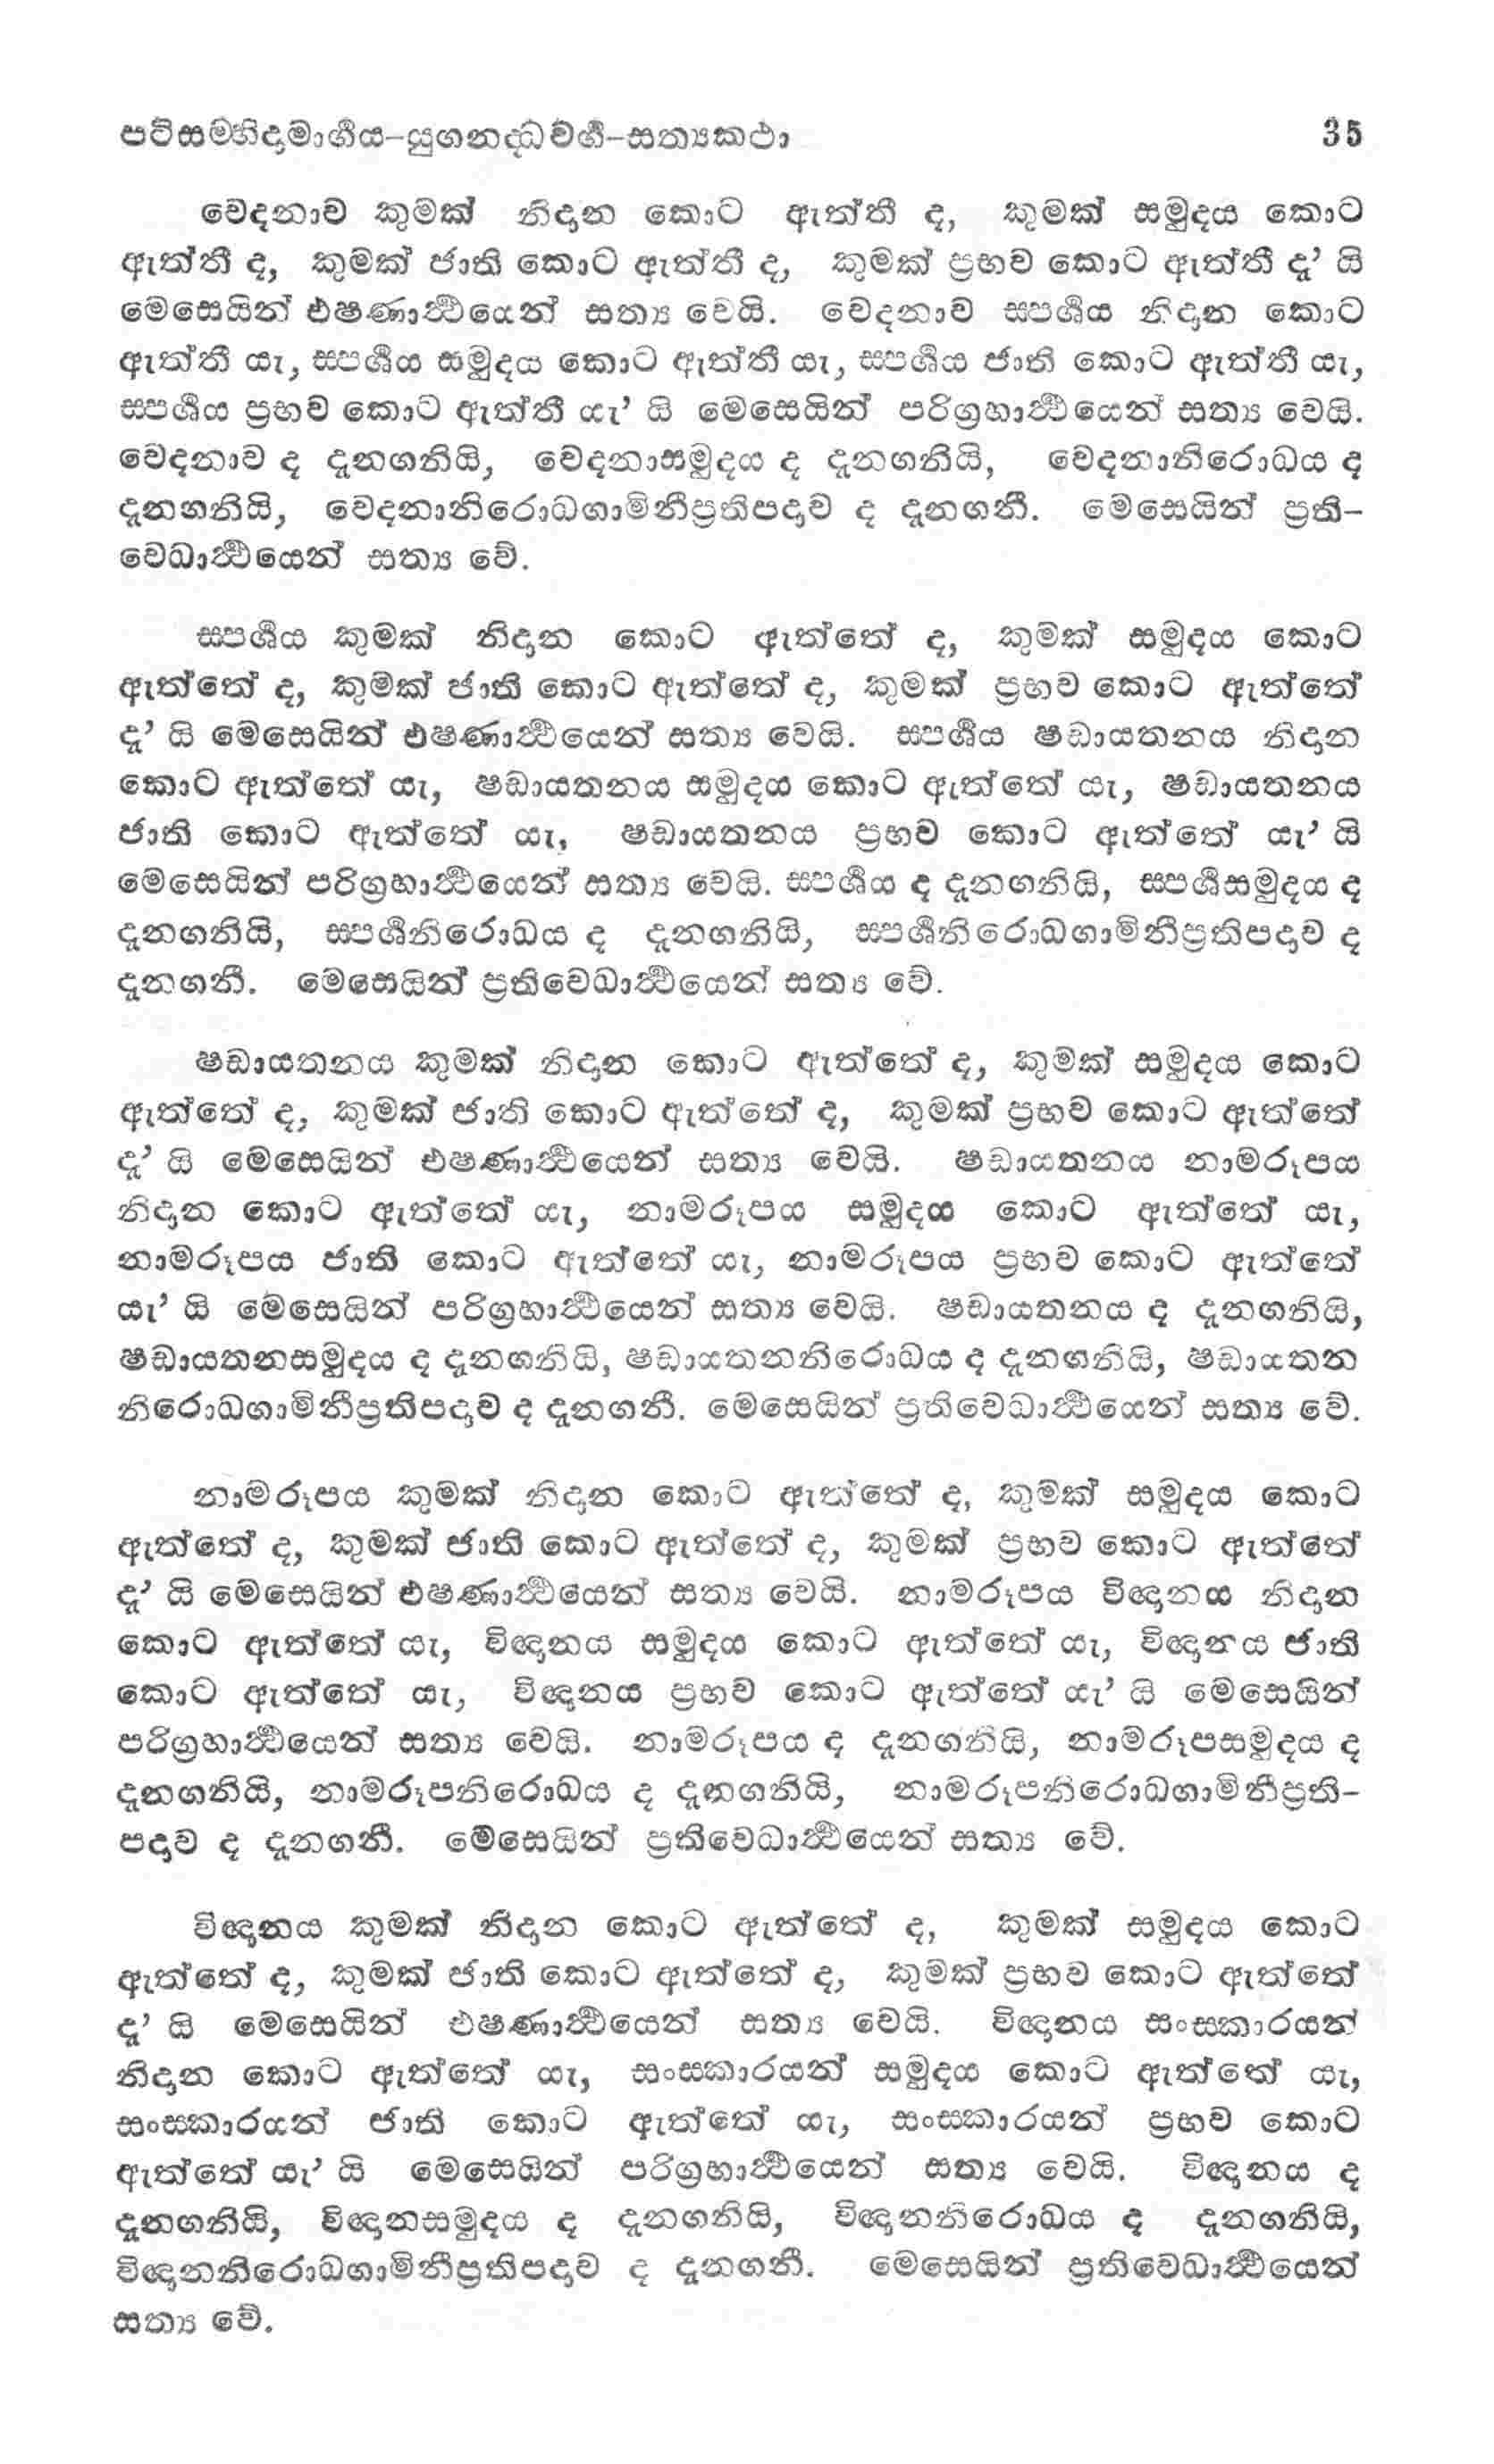 පටිසම්භිදාමාර්‍ගය–යුගනද්ධවර්‍ග–සත්‍යකථා 35
වෙදනාව කුමක් නිදාන කොට ඇත්තී ද, කුමක් සමුදය කොට
ඇත්තී ද, කුමක් ජාති කොට ඇත්තී ද, කුමක් ප්‍රභව කොට ඇත්තී දැ’ යි
මෙසෙයින් එෂණාර්‍ථයෙන් සත්‍ය වෙයි. වෙදනාව ස්පර්‍ශය නිදාන කොට
ඇත්තී යැ, ස්පර්‍ශය සමුදය කොට ඇත්තී යැ, ස්පර්‍ශය ජාති කොට ඇත්තී යැ,
ස්පර්‍ශය ප්‍රභව කොට ඇත්තී යැ’ යි මෙසෙයින් පරිග්‍රහාර්‍ථයෙන් සත්‍ය වෙයි.
වෙදනාව ද දැනගනියි, වෙදනාසමුදය ද දැනගනියි, වෙදනානිරොධය ද
දැනගනියි, වෙදනානිරොධගාමිනීප්‍රතිපදාව ද දැනගනී. මෙසෙයින් ප්‍රති-
වෙධාර්‍ථයෙන් සත්‍ය වේ.
ස්පර්‍ශය කුමක් නිදාන කොට ඇත්තේ ද, කුමක් සමුදය කොට
ඇත්තේ ද, කුමක් ජාති කොට ඇත්තේ ද, කුමක් ප්‍රභව කොට ඇත්තේ
දැ’ යි මෙසෙයින් එෂණාර්‍ථයෙන් සත්‍ය වෙයි. ස්පර්‍ශය ෂඩායතනය නිදාන
කොට ඇත්තේ යැ, ෂඩායතනය සමුදය කොට ඇත්තේ යැ, ෂඩායතනය
ජාති කොට ඇත්තේ යැ, ෂඩායතනය ප්‍රභව කොට ඇත්තේ යැ’ යි
මෙසෙයින් පරිග්‍රහාර්‍ථයෙන් සත්‍ය වෙයි. ස්පර්‍ශය ද දැනගනියි, ස්පර්‍ශසමුදය ද
දැනගනියි, ස්පර්‍ශනිරොධය ද දැනගනියි, ස්පර්‍ශනිරොධගාමිනීප්‍රතිපදාව ද
දැනගනී. මෙසෙයින් ප්‍රතිවෙධාර්‍ථයෙන් සත්‍ය වේ.
ෂඩායතනය කුමක් නිදාන කොට ඇත්තේ ද, කුමක් සමුදය කොට
ඇත්තේ ද, කුමක් ජාති කොට ඇත්තේ ද, කුමක් ප්‍රභව කොට ඇත්තේ
දැ’ යි මෙසෙයින් එෂණාර්‍ථයෙන් සත්‍ය වෙයි. ෂඩායතනය නාමරූපය
නිදාන කොට ඇත්තේ යැ, නාමරූපය සමුදය කොට ඇත්තේ යැ,
නාමරූපය ජාති කොට ඇත්තේ යැ, නාමරූපය ප්‍රභව කොට ඇත්තේ
යැ’ යි මෙසෙයින් පරිග්‍රහාර්‍ථයෙන් සත්‍ය වෙයි. ෂඩායතනය ද දැනගනියි,
ෂඩායතනසමුදය ද දැනගනියි, ෂඩායතනනිරොධය ද දැනගනියි, ෂඩායතන
නිරොධගාමිනීප්‍රතිපදාව ද දැනගනී. මෙසෙයින් ප්‍රතිවෙධාර්‍ථයෙන් සත්‍ය වේ.
නාමරූපය කුමක් නිදාන කොට ඇත්තේ ද, කුමක් සමුදය කොට
ඇත්තේ ද, කුමක් ජාති කොට ඇත්තේ ද, කුමක් ප්‍රභව කොට ඇත්තේ
දැ’ යි මෙසෙයින් එෂණාර්‍ථයෙන් සත්‍ය වෙයි. නාමරූපය විඥානය නිදාන
කොට ඇත්තේ යැ, විඥානය සමුදය කොට ඇත්තේ යැ, විඥානය ජාති
කොට ඇත්තේ යැ, විඥානය ප්‍රභව කොට ඇත්තේ යැ’ යි මෙසෙයින්
පරිග්‍රහාර්‍ථයෙන් සත්‍ය වෙයි. නාමරූපය ද දැනගනියි, නාමරූපසමුදය ද
දැනගනියි, නාමරූපනිරොධය ද දැනගනියි, නාමරූපනිරොධගාමිනීප්‍රති-
පදාව ද දැනගනී. මෙසෙයින් ප්‍රතිවෙධාර්‍ථයෙන් සත්‍ය වේ.
විඥානය කුමක් නිදාන කොට ඇත්තේ ද, කුමක් සමුදය කොට
ඇත්තේ ද, කුමක් ජාති කොට ඇත්තේ ද, කුමක් ප්‍රභව කොට ඇත්තේ
දැ’ යි මෙසෙයින් එෂණාර්‍ථයෙන් සත්‍ය වෙයි. විඥානය සංස්කාරයන්
නිදාන කොට ඇත්තේ යැ, සංස්කාරයන් සමුදය කොට ඇත්තේ යැ,
සංස්කාරයන් ජාති කොට ඇත්තේ යැ, සංස්කාරයන් ප්‍රභව කොට
ඇත්තේ යැ’ යි මෙසෙයින් පරිග්‍රහාර්‍ථයෙන් සත්‍ය වෙයි. විඥානය ද
දැනගනියි, විඥානසමුදය ද දැනගනියි, විඥානනිරොධය ද දැනගනියි,
විඥානනිරොධගාමිනීප්‍රතිපදාව ද දැනගනී. මෙසෙයින් ප්‍රතිවෙධාර්‍ථයෙන්
සත්‍ය වේ.